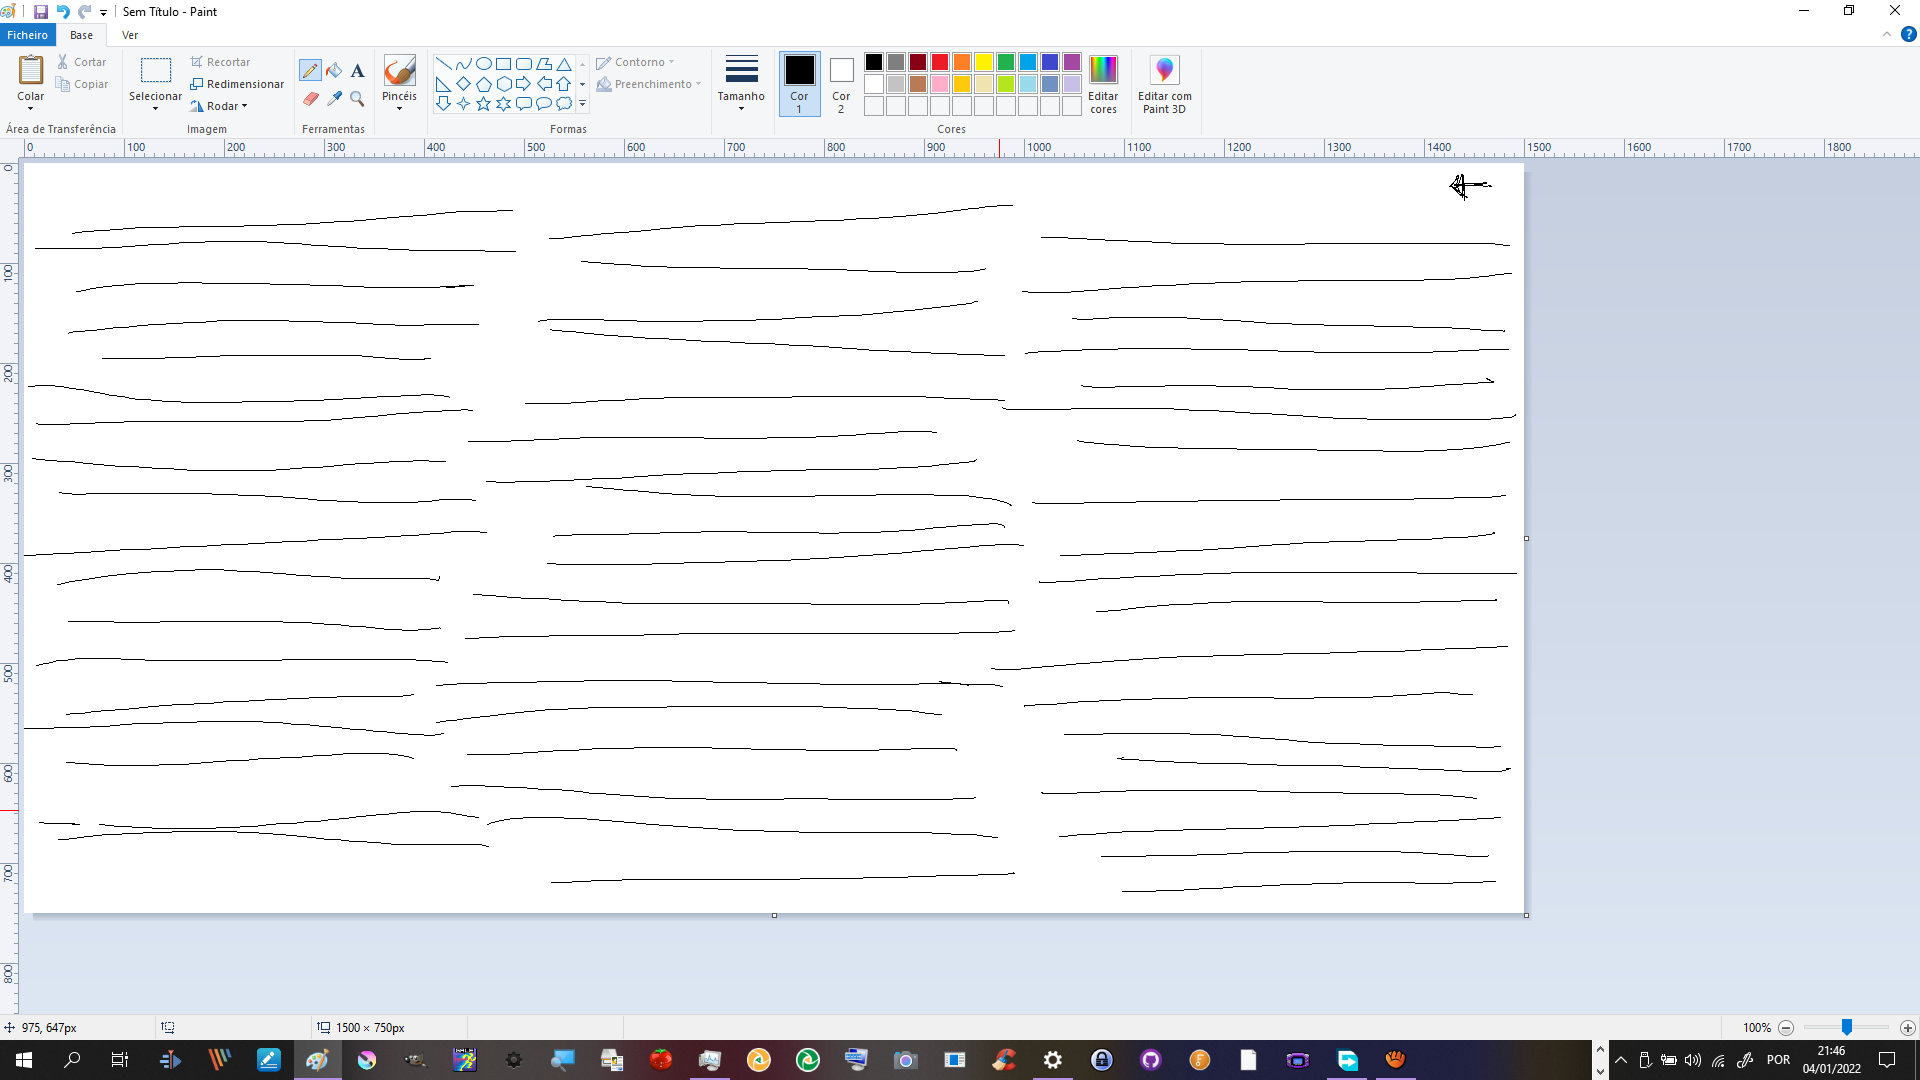 Sem Título - Paint
Ficheiro Base Ver
Colar
Cortar
Copiar
Área de Transferência
Selecionar
Recortar
Redimensionar
Rodar
Imagem
A
Ferramentas
Pincéis
Contorno
Preenchimento
Formas
Tamanho
Cor 1
Cor 2
Editar cores
Cores
Editar com Paint 3D
0 100 200 300 400 500 600 700 800 900 1000 1100 1200 1300 1400 1500 1600 1700 1800
0
100
200
300
400
500
600
700
800
975, 647px
1500 × 750px
100%
POR
21:46
04/01/2022